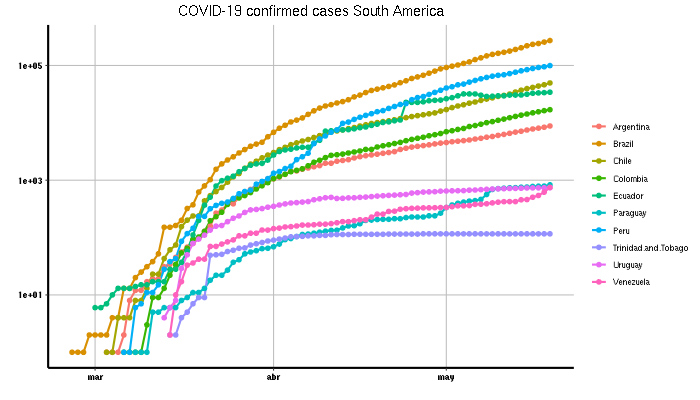 COVID-19 confirmed cases South America
1e+05
1e+03
1e+01
mar
abr
may
Argentina
Brazil
Chile
Colombia
Ecuador
Paraguay
Peru
Trinidad.and.Tobago
Uruguay
Venezuela